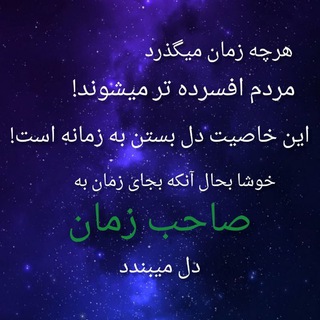 هرچه زمان میگذرد
مردم افسرده تر میشوند!
این خاصیت دل بستن به زمانه است!
خوشا بحال آنکه بجای زمان به
صاحب زمان
دل میبندد